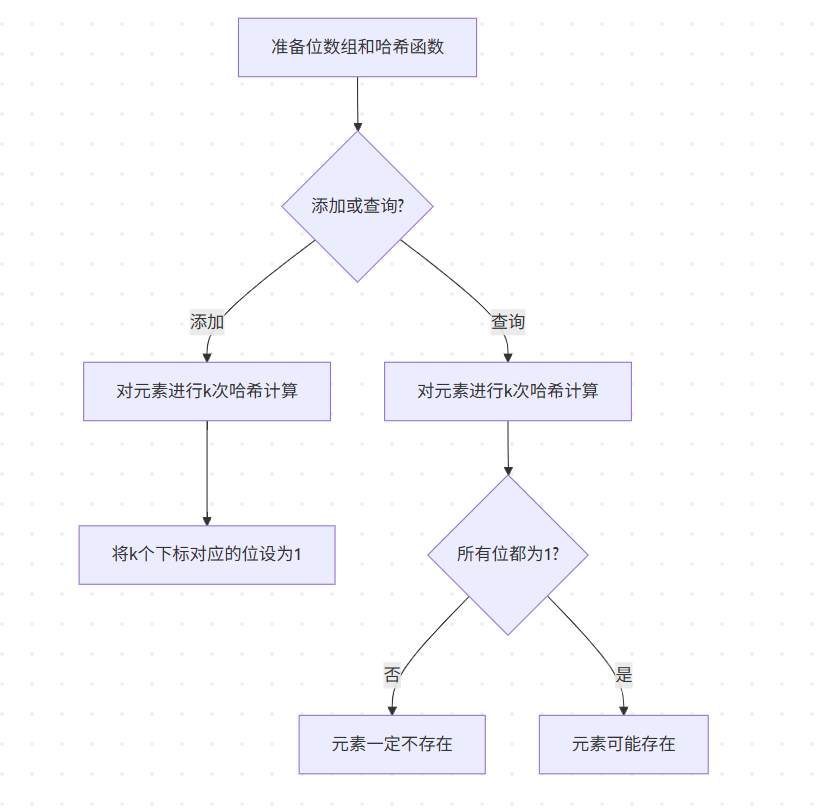 准备位数组和哈希函数
添加或查询?
添加
查询
对元素进行k次哈希计算
对元素进行k次哈希计算
将k个下标对应的位设为1
所有位都为1?
否
是
元素一定不存在
元素可能存在